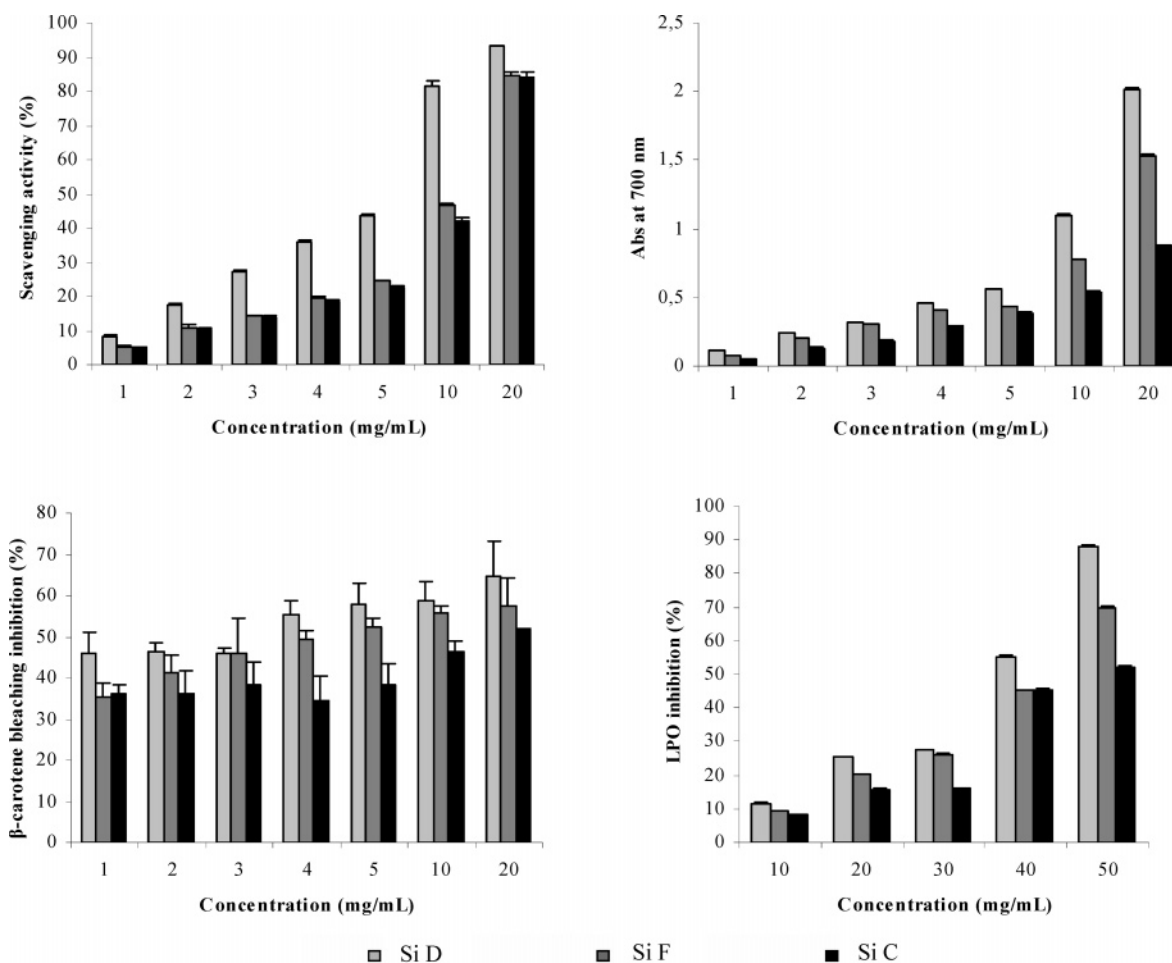 Scavenging activity (%)
100
90
80
70
60
50
40
30
20
10
0
1 2 3 4 5 10 20
Concentration (mg/mL)
Abs at 700 nm
2,5
2
1,5
1
0,5
0
1 2 3 4 5 10 20
Concentration (mg/mL)
β-carotene bleaching inhibition (%)
80
70
60
50
40
30
20
10
0
1 2 3 4 5 10 20
Concentration (mg/mL)
LPO inhibition (%)
100
90
80
70
60
50
40
30
20
10
0
10 20 30 40 50
Concentration (mg/mL)
Si D Si F Si C